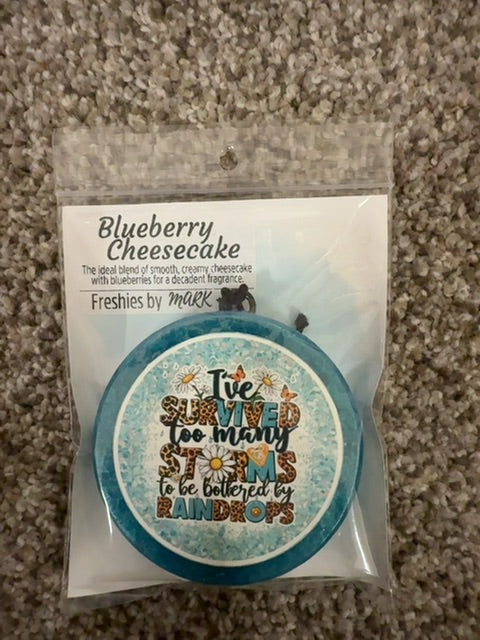 Blueberry
Cheesecake
The ideal blend of smooth, creamy cheesecake
with blueberries for a decadent fragrance.
Freshies by MARK
I've
SURVIVED
too many
STORMS
to be bothered by
RAINDROPS